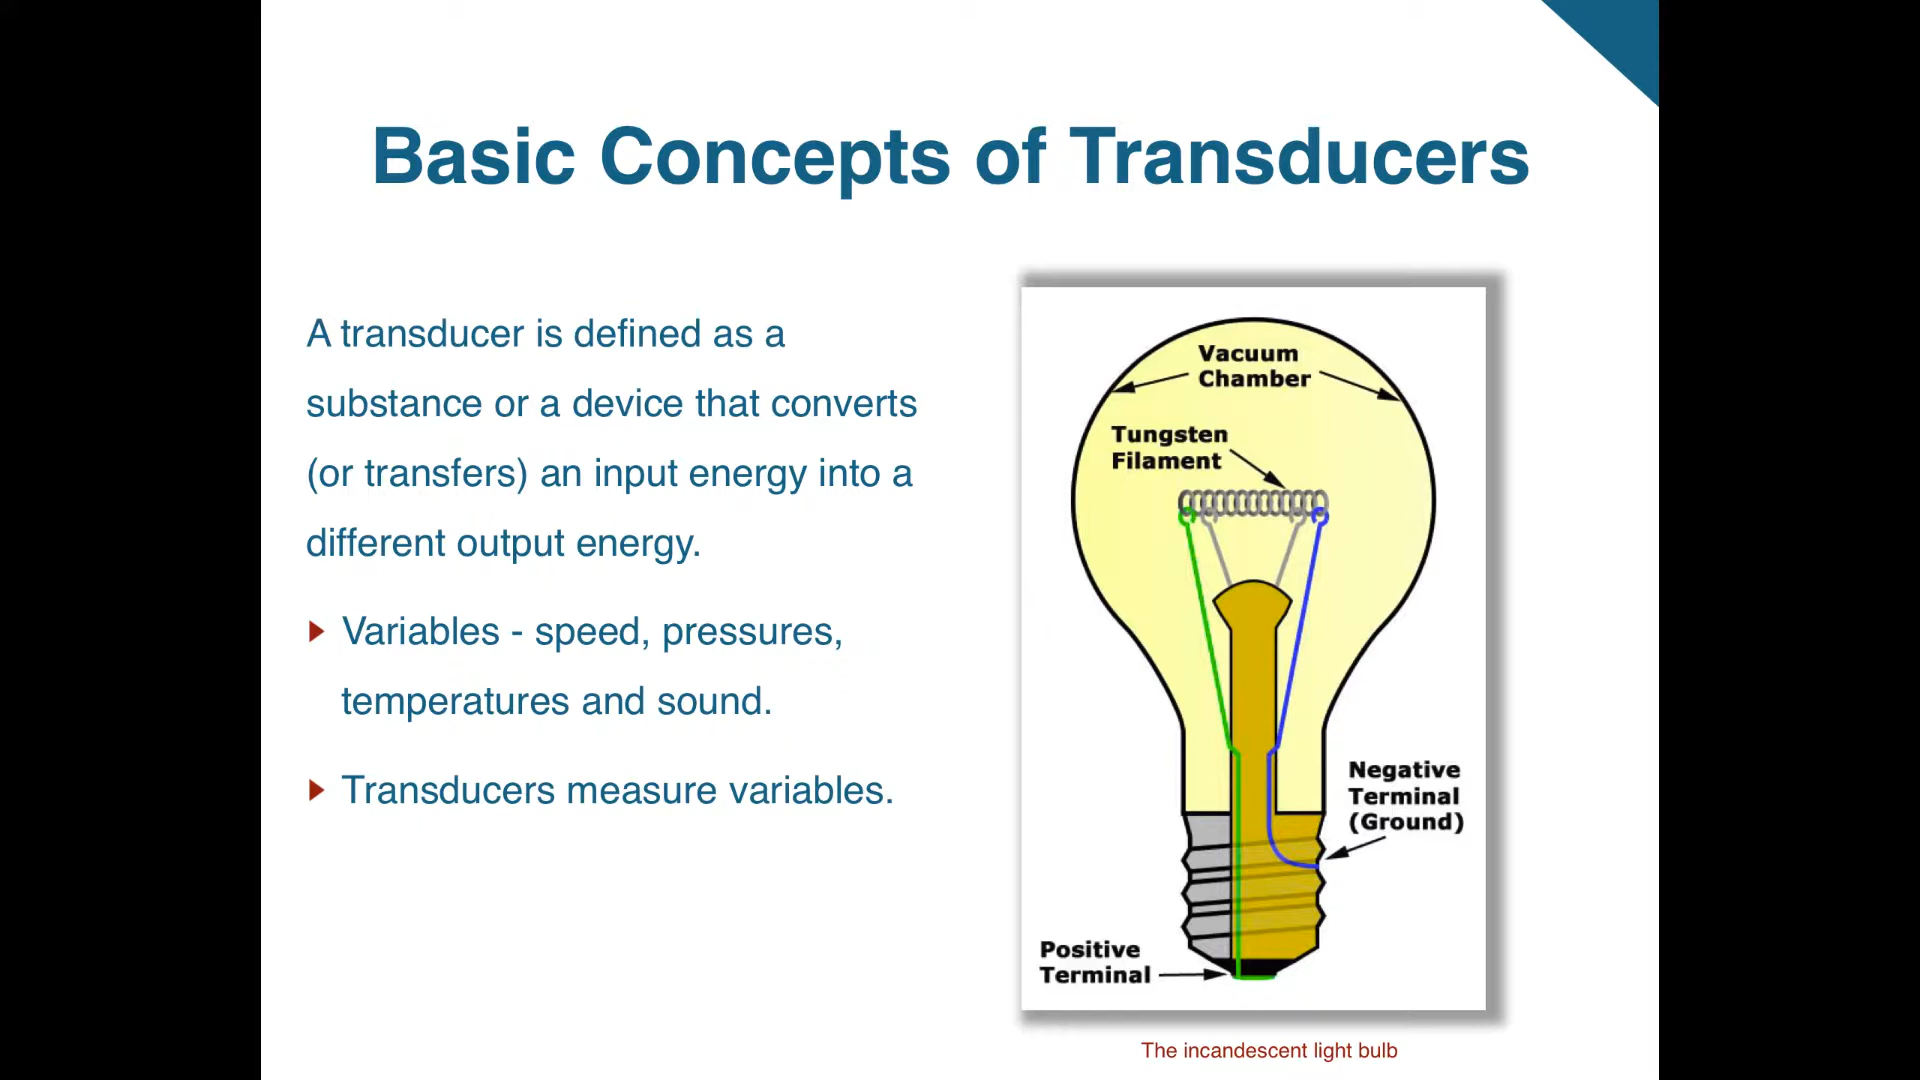 Basic Concepts of Transducers
A transducer is defined as a
substance or a device that converts
(or transfers) an input energy into a
different output energy.
Variables - speed, pressures,
temperatures and sound.
Transducers measure variables.
Vacuum
Chamber
Tungsten
Filament
Negative
Terminal
(Ground)
Positive
Terminal
The incandescent light bulb